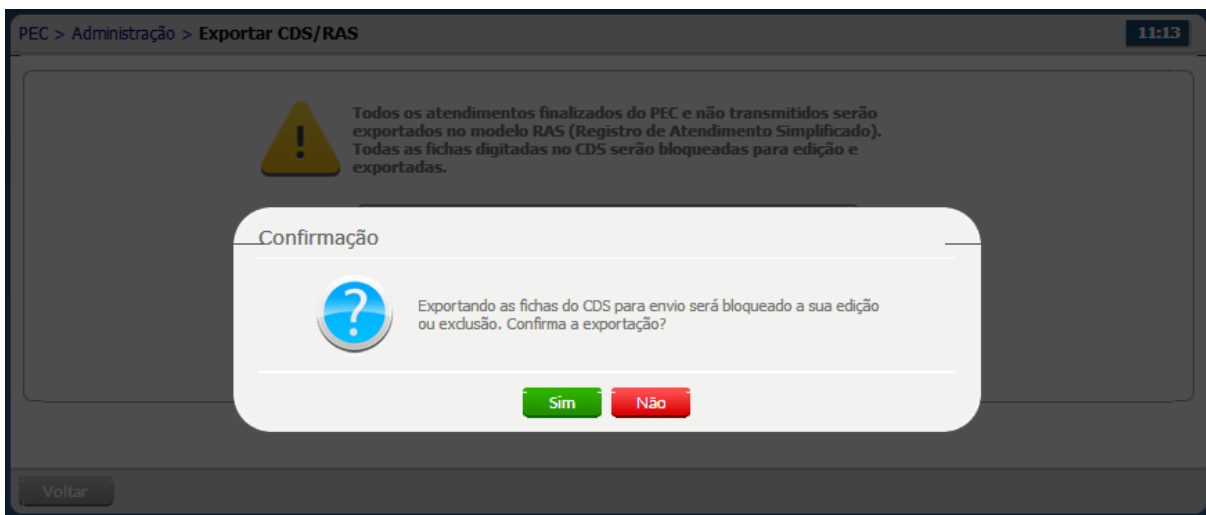 PEC > Administração > Exportar CDS/RAS
11:13
Todos os atendimentos finalizados do PEC e não transmitidos serão
exportados no modelo RAS (Registro de Atendimento Simplificado).
Todas as fichas digitadas no CDS serão bloqueadas para edição e
exportadas.
Confirmação
Exportando as fichas do CDS para envio será bloqueado a sua edição
ou exclusão. Confirma a exportação?
Sim
Não
Voltar